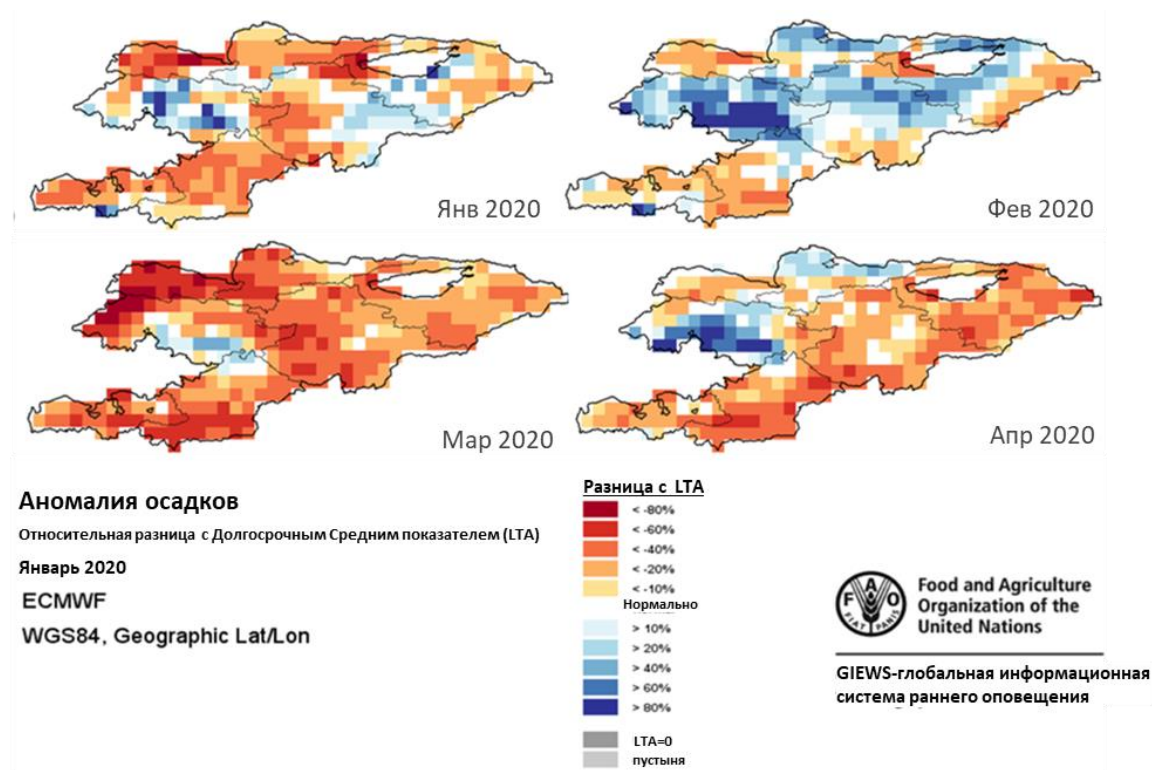 Янв 2020
Фев 2020
Мар 2020
Апр 2020
Аномалия осадков
Относительная разница с Долгосрочным Средним показателем (LTA)
Январь 2020
ECMWF
WGS84, Geographic Lat/Lon
Разница с LTA
< -80%
< -60%
< -40%
< -20%
< -10%
Нормально
> 10%
> 20%
> 40%
> 60%
> 80%
LTA=0
пустыня
F A O
FIAT PANIS
Food and Agriculture
Organization of the
United Nations
GIEWS-глобальная информационная
система раннего оповещения